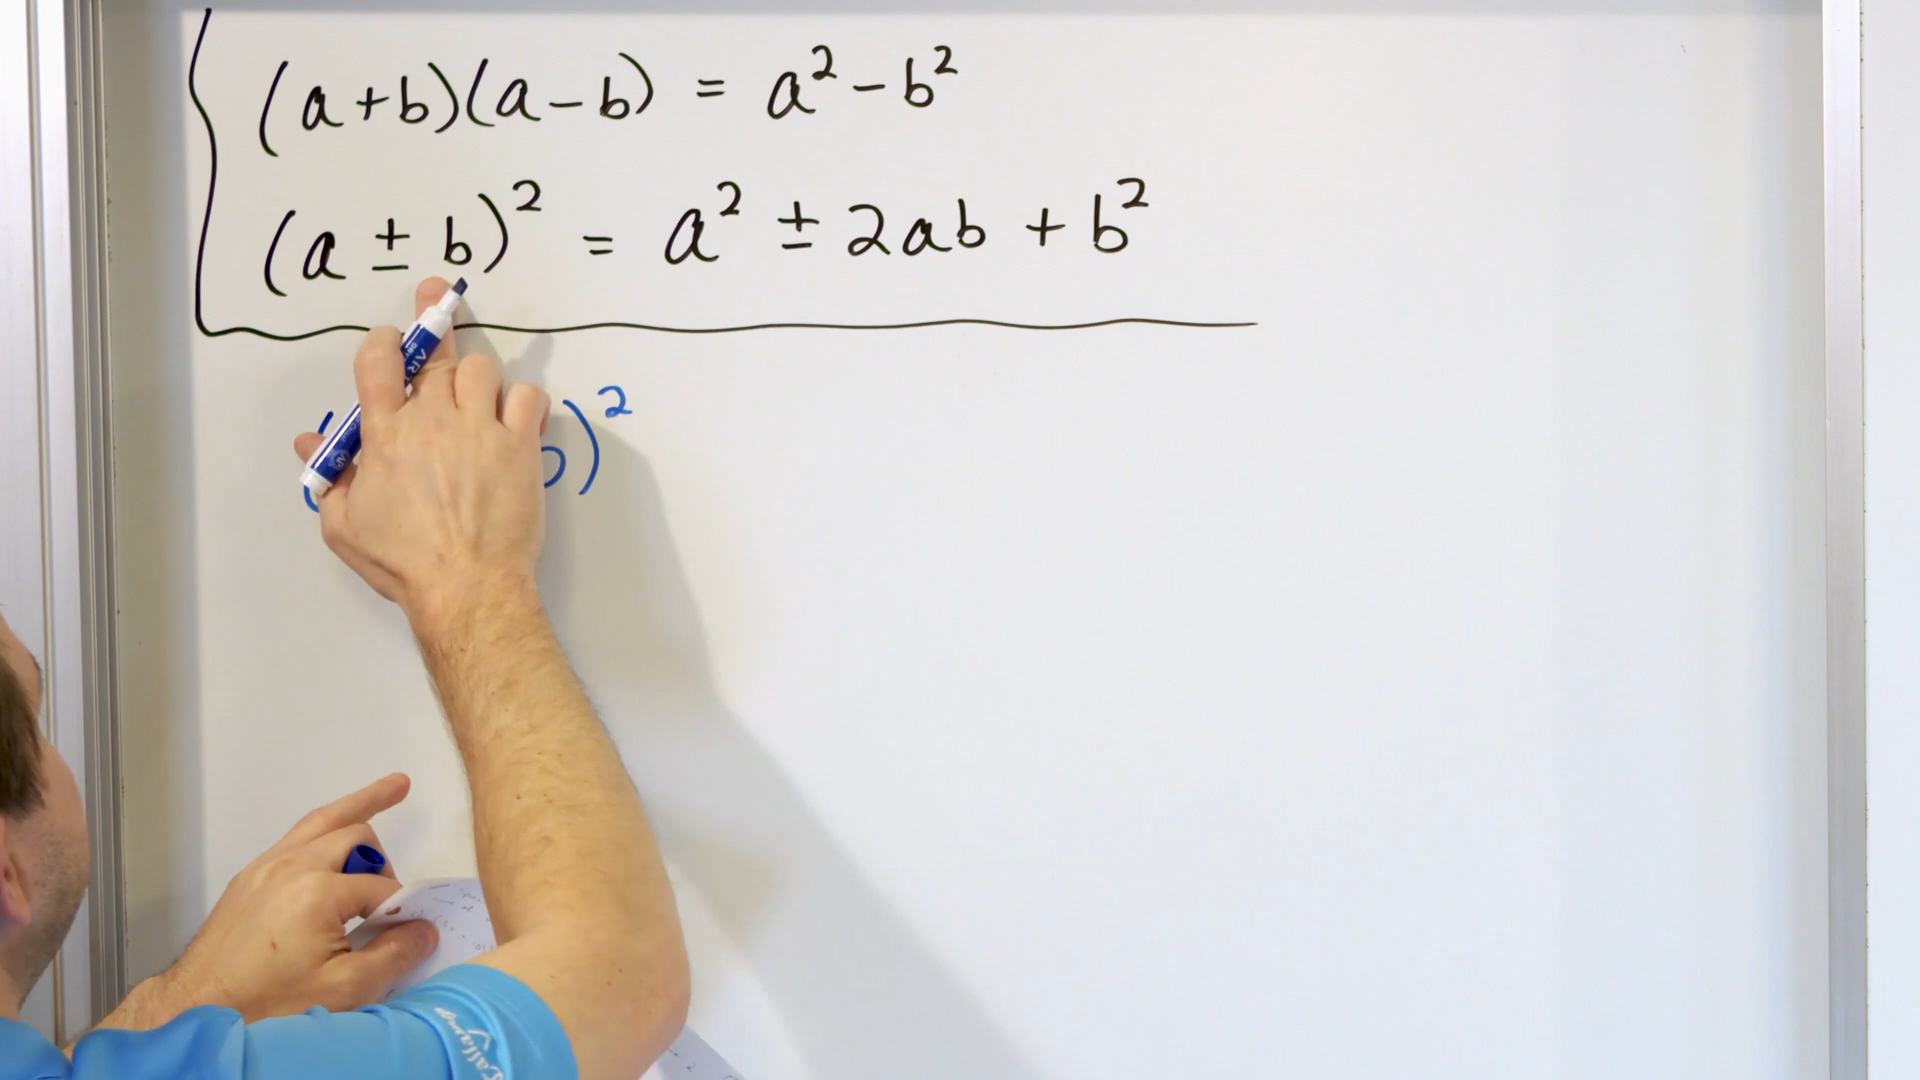 (a+b)(a-b) = a² - b²
(a ± b)² = a² ± 2ab + b²
( )²